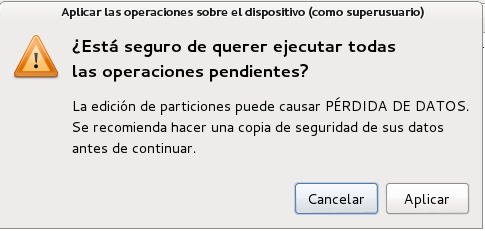 Aplicar las operaciones sobre el dispositivo (como superusuario)
¿Está seguro de querer ejecutar todas
las operaciones pendientes?
La edición de particiones puede causar PÉRDIDA DE DATOS.
Se recomienda hacer una copia de seguridad de sus datos
antes de continuar.
Cancelar
Aplicar